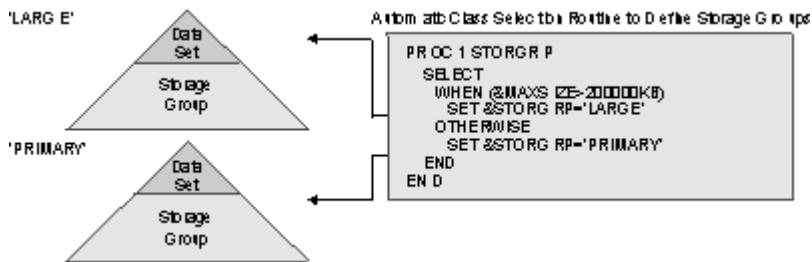 'LARGE'
Data
Set
Storage
Group
'PRIMARY'
Data
Set
Storage
Group
Automatic Class Selection Routine to Define Storage Groups
PROC 1 STORGRP
SELECT
WHEN (&MAXSIZE>200000KB)
SET &STORGRP='LARGE'
OTHERWISE
SET &STORGRP='PRIMARY'
END
END